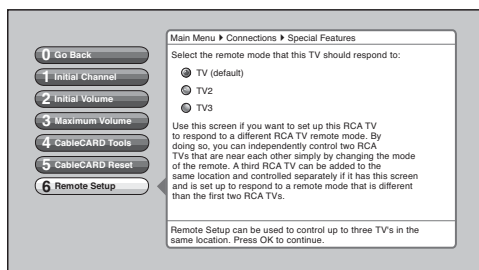 Main Menu ▶ Connections ▶ Special Features
0 Go Back
1 Initial Channel
2 Initial Volume
3 Maximum Volume
4 CableCARD Tools
5 CableCARD Reset
6 Remote Setup
Select the remote mode that this TV should respond to:
TV (default)
TV2
TV3
Use this screen if you want to set up this RCA TV
to respond to a different RCA TV remote mode. By
doing so, you can independently control two RCA
TVs that are near each other simply by changing the mode
of the remote. A third RCA TV can be added to the
same location and controlled separately if it has this screen
and is set up to respond to a remote mode that is different
than the first two RCA TVs.
Remote Setup can be used to control up to three TV's in the
same location. Press OK to continue.